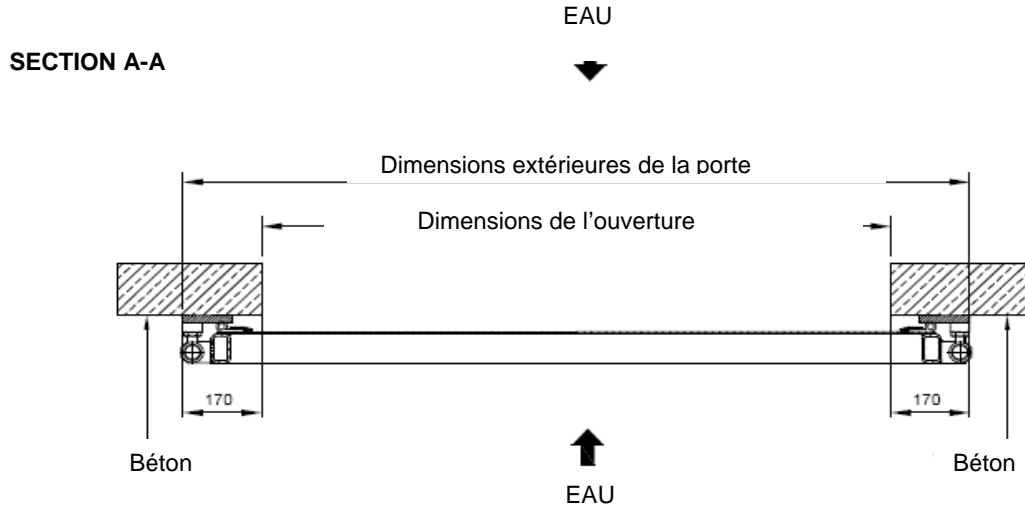 EAU
SECTION A-A
Dimensions extérieures de la porte
Dimensions de l’ouverture
170
170
Béton
Béton
EAU